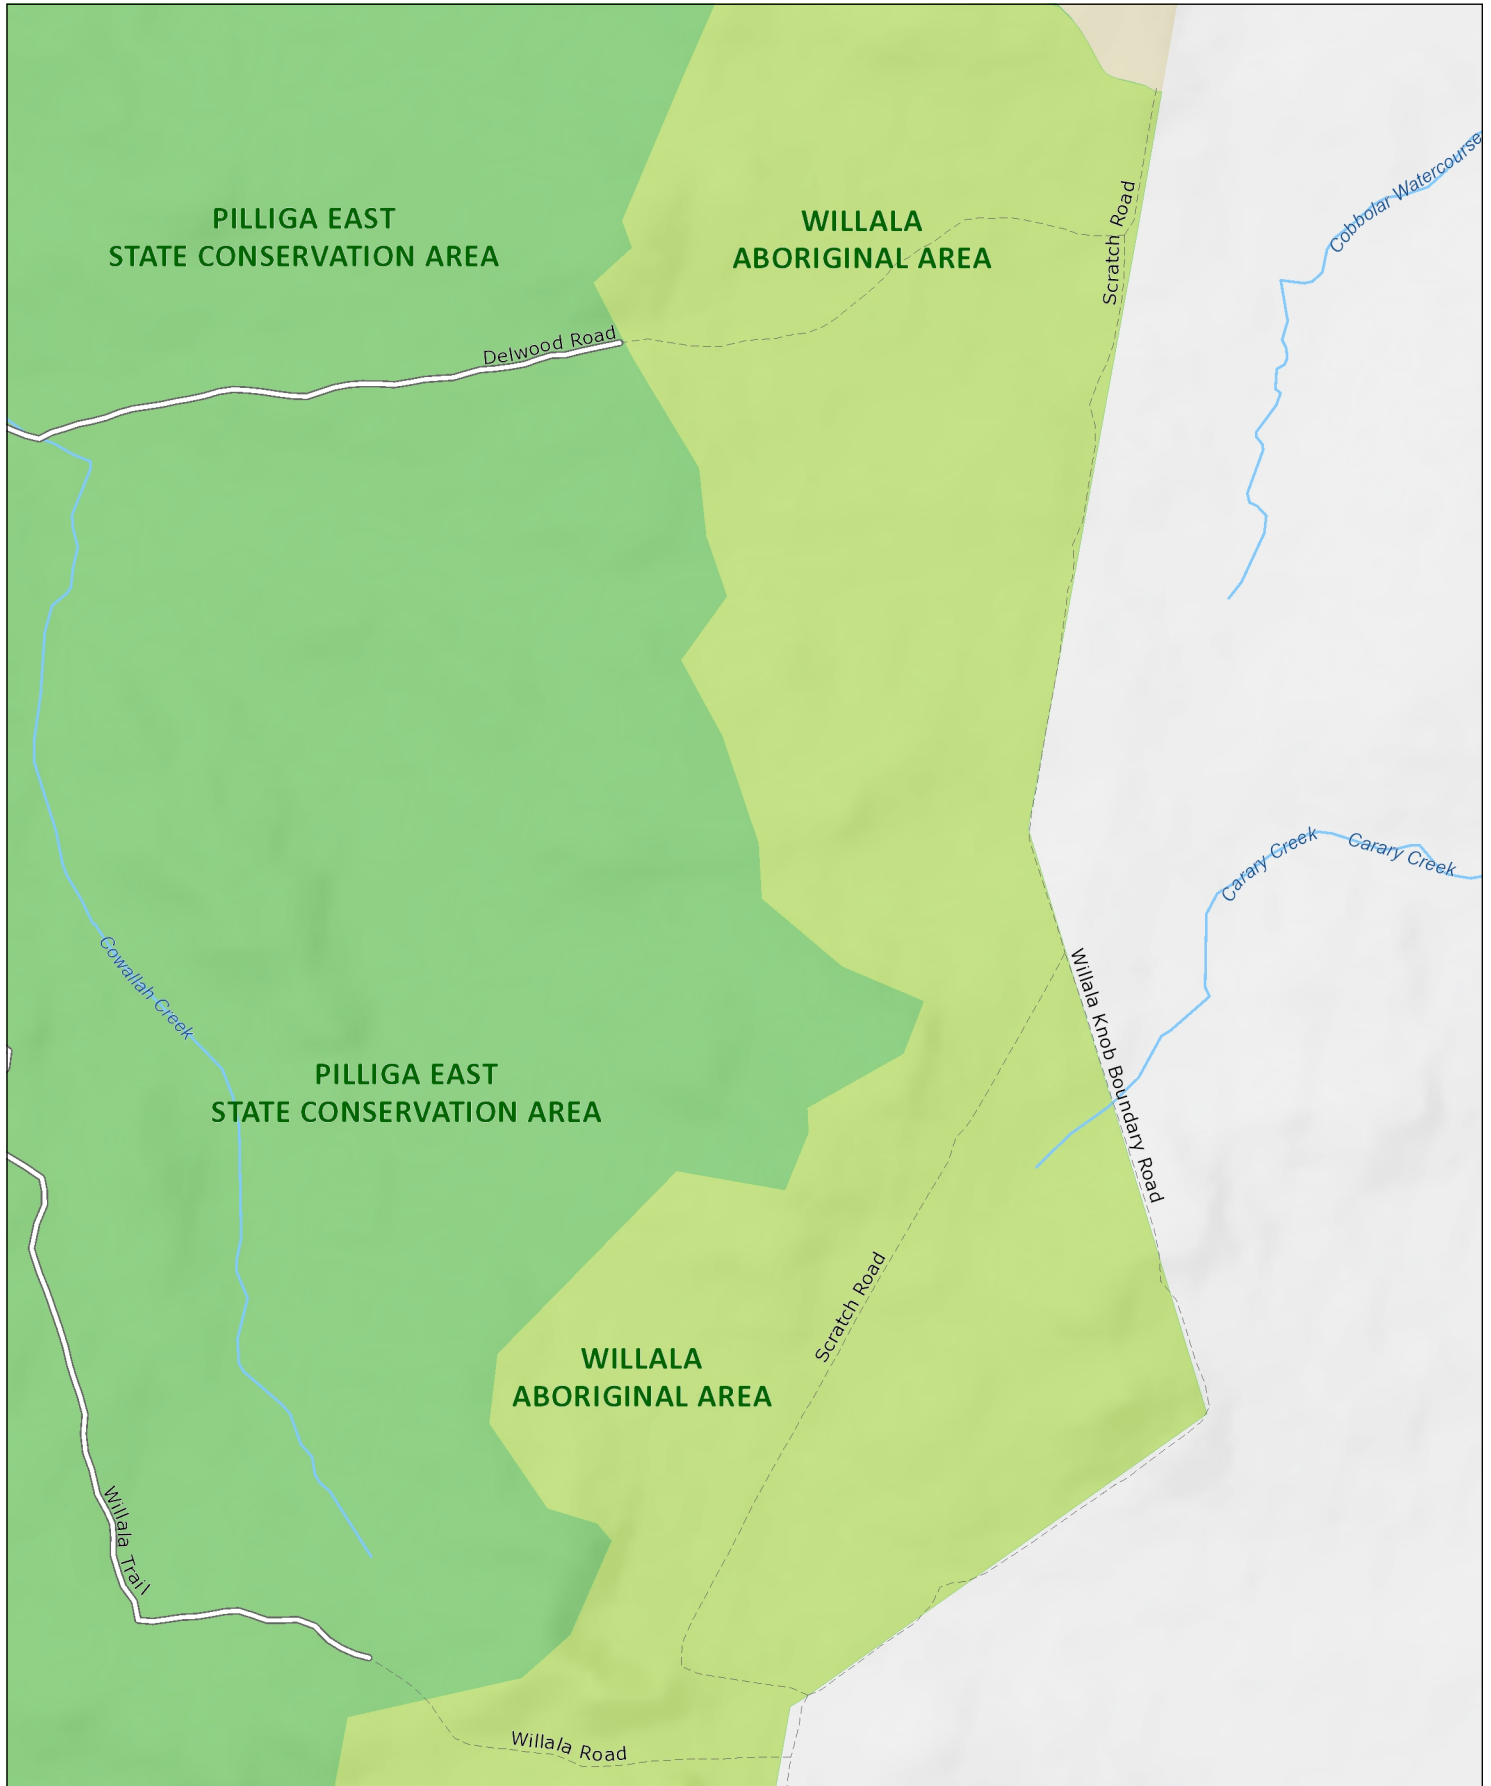 PILLIGA EAST
STATE CONSERVATION AREA
WILLALA
ABORIGINAL AREA
Scratch Road
Cobbolar Watercourse
Delwood Road
Carary Creek
Carary Creek
Cowallah Creek
Willala Knob Boundary Road
PILLIGA EAST
STATE CONSERVATION AREA
Scratch Road
WILLALA
ABORIGINAL AREA
Willala Trail
Willala Road